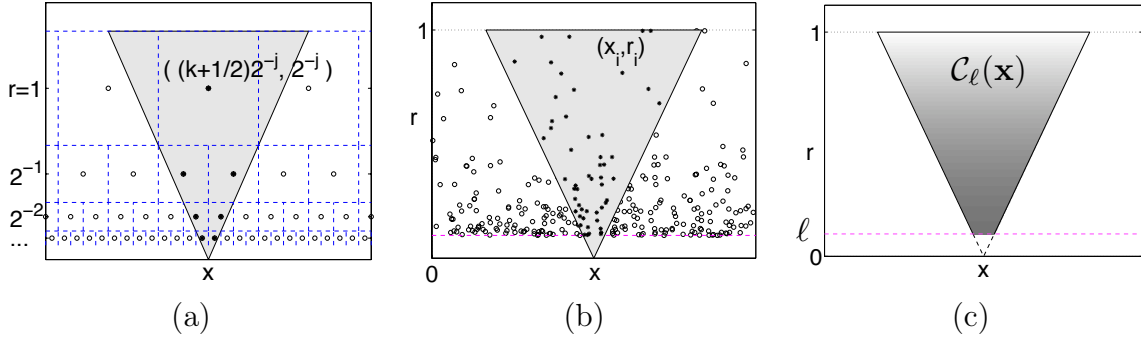 ( (k+1/2)2^{-j}, 2^{-j} )
r=1
2^{-1}
2^{-2}
...
x
(a)
1
(x_i,r_i)
r
0
x
(b)
1
C_ℓ(x)
r
ℓ
0
x
(c)